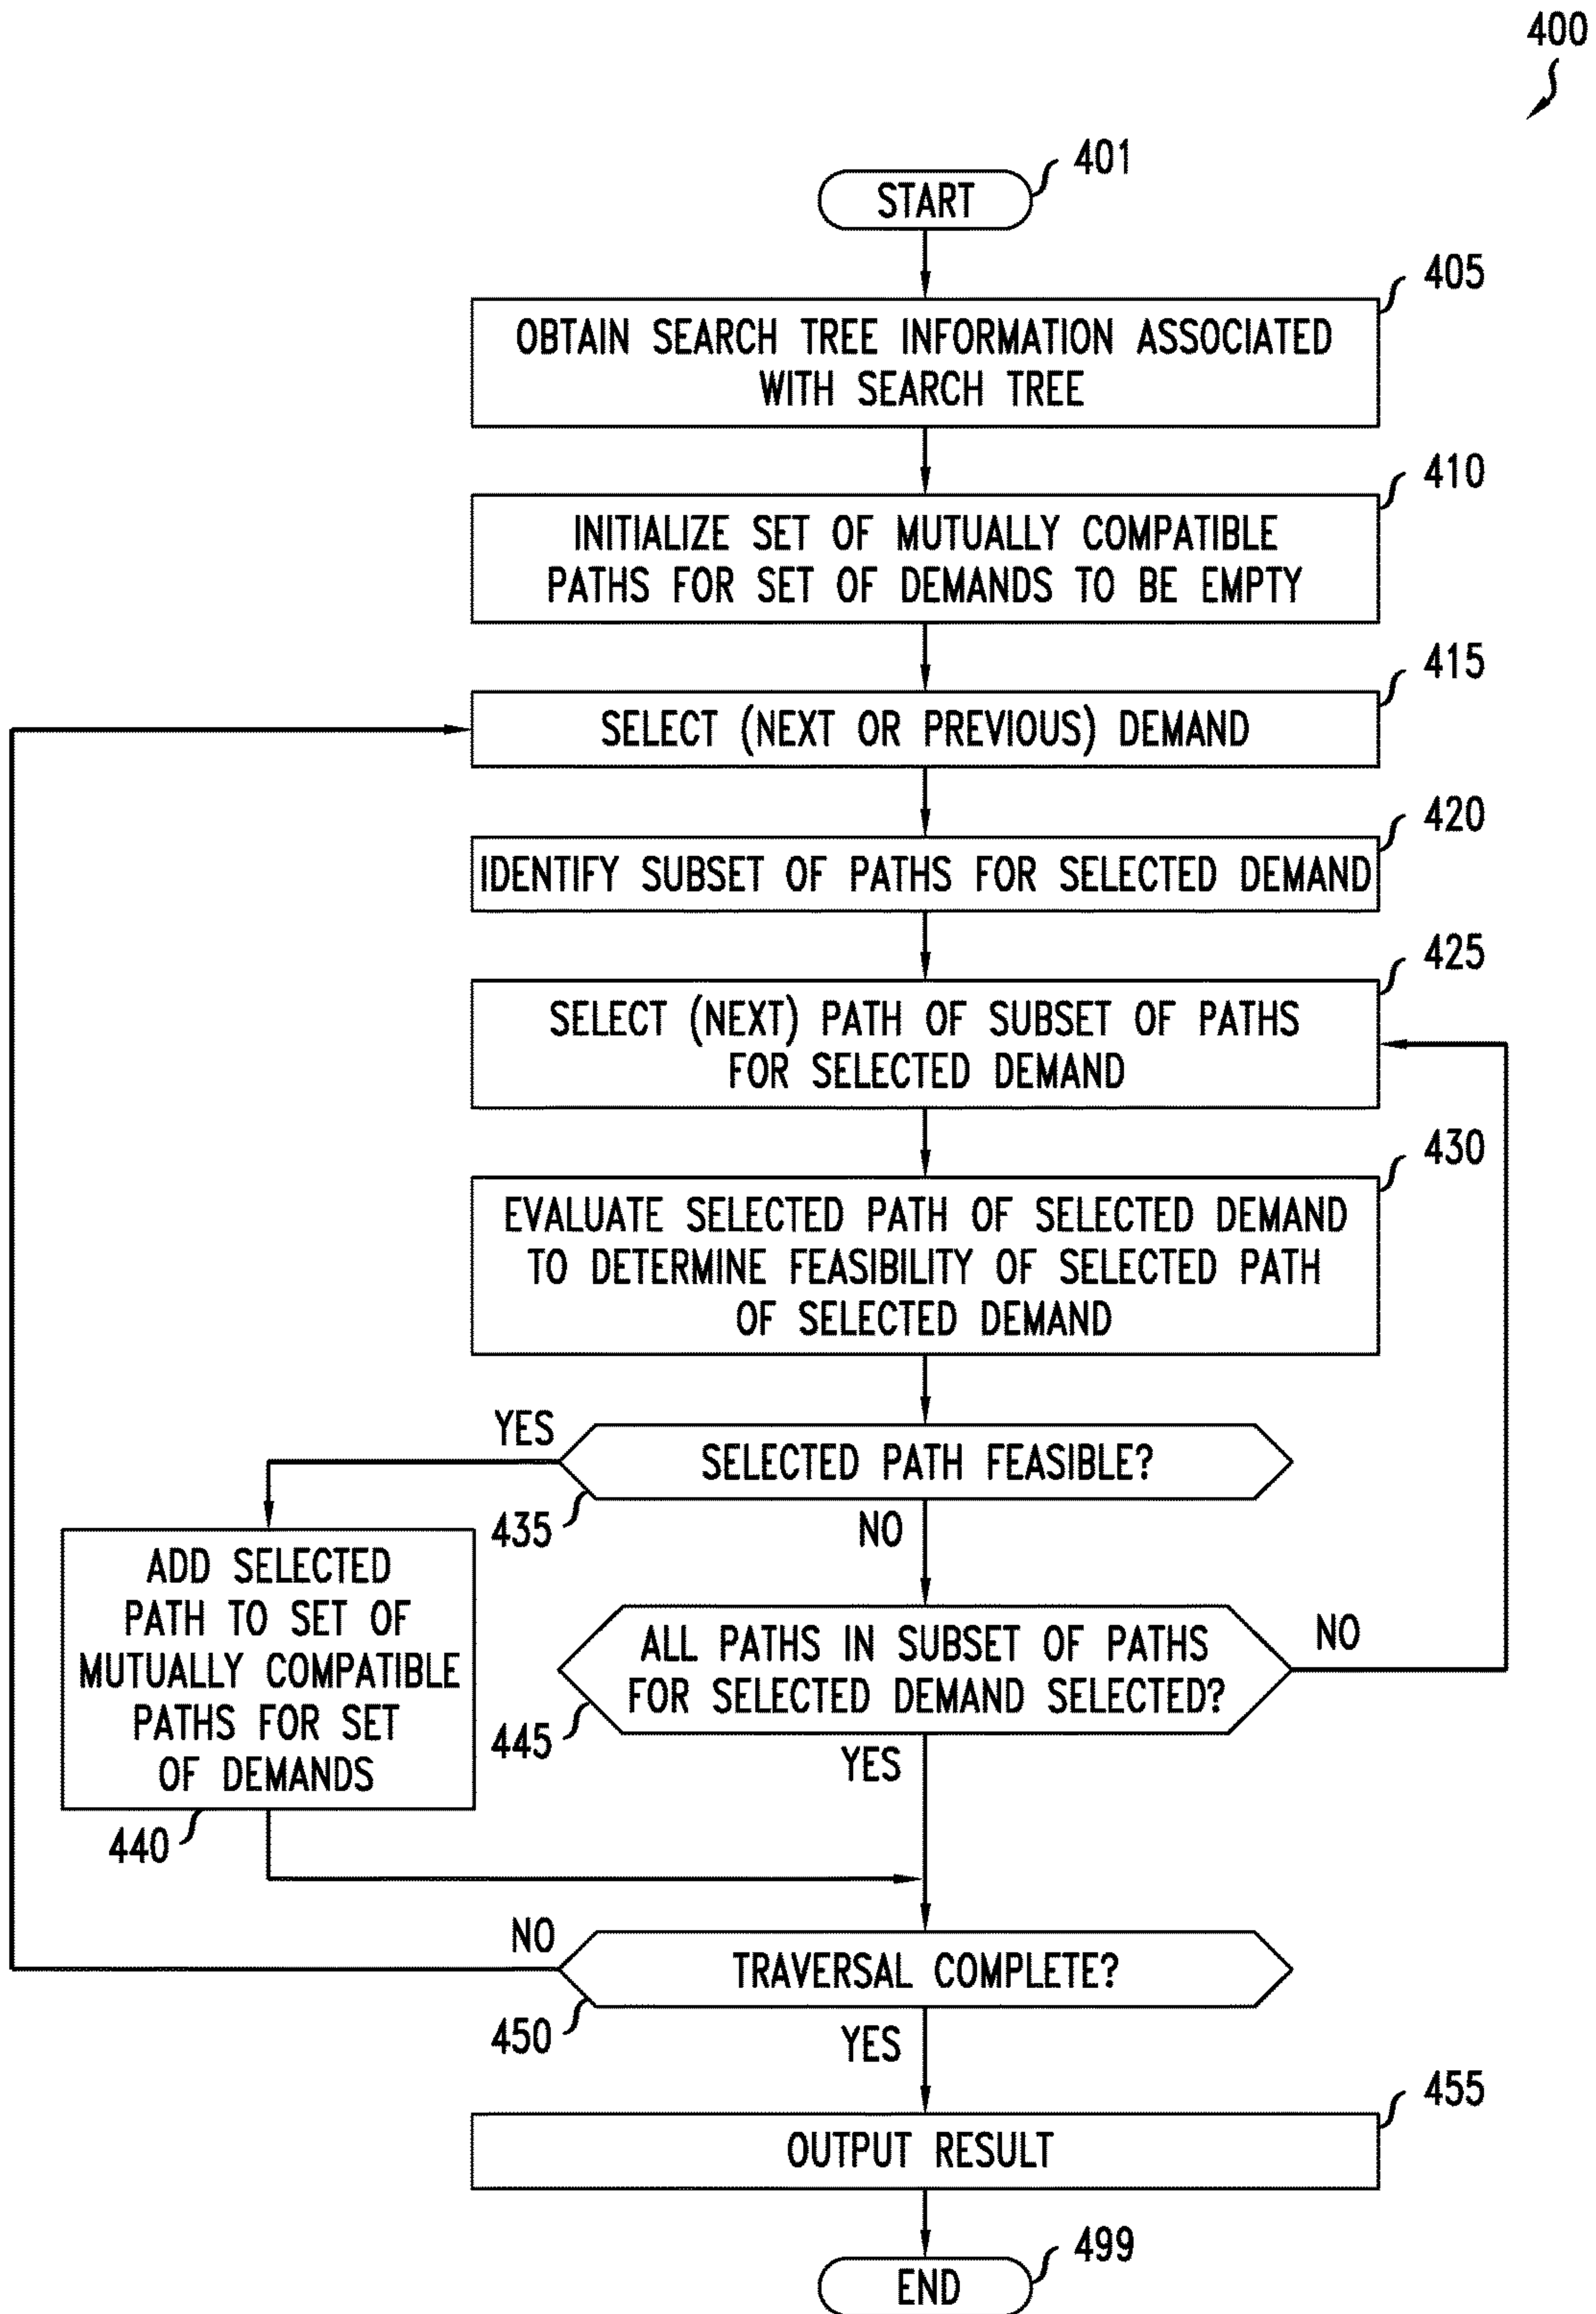 400
START
401
OBTAIN SEARCH TREE INFORMATION ASSOCIATED
WITH SEARCH TREE
405
INITIALIZE SET OF MUTUALLY COMPATIBLE
PATHS FOR SET OF DEMANDS TO BE EMPTY
410
SELECT (NEXT OR PREVIOUS) DEMAND
415
IDENTIFY SUBSET OF PATHS FOR SELECTED DEMAND
420
SELECT (NEXT) PATH OF SUBSET OF PATHS
FOR SELECTED DEMAND
425
EVALUATE SELECTED PATH OF SELECTED DEMAND
TO DETERMINE FEASIBILITY OF SELECTED PATH
OF SELECTED DEMAND
430
SELECTED PATH FEASIBLE?
435
YES
NO
ADD SELECTED
PATH TO SET OF
MUTUALLY COMPATIBLE
PATHS FOR SET
OF DEMANDS
440
ALL PATHS IN SUBSET OF PATHS
FOR SELECTED DEMAND SELECTED?
445
NO
YES
TRAVERSAL COMPLETE?
450
NO
YES
OUTPUT RESULT
455
END
499